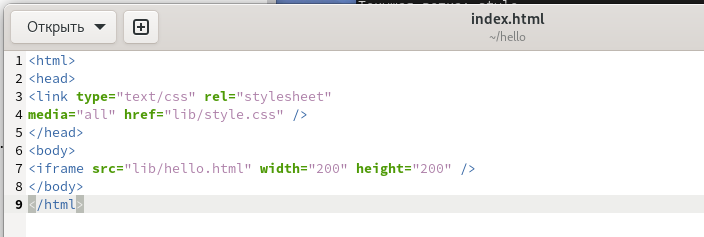 index.html
Открыть
~/hello
1 <html>
2 <head>
3 <link type="text/css" rel="stylesheet"
4 media="all" href="lib/style.css" />
5 </head>
6 <body>
7 <iframe src="lib/hello.html" width="200" height="200" />
8 </body>
9 </html>